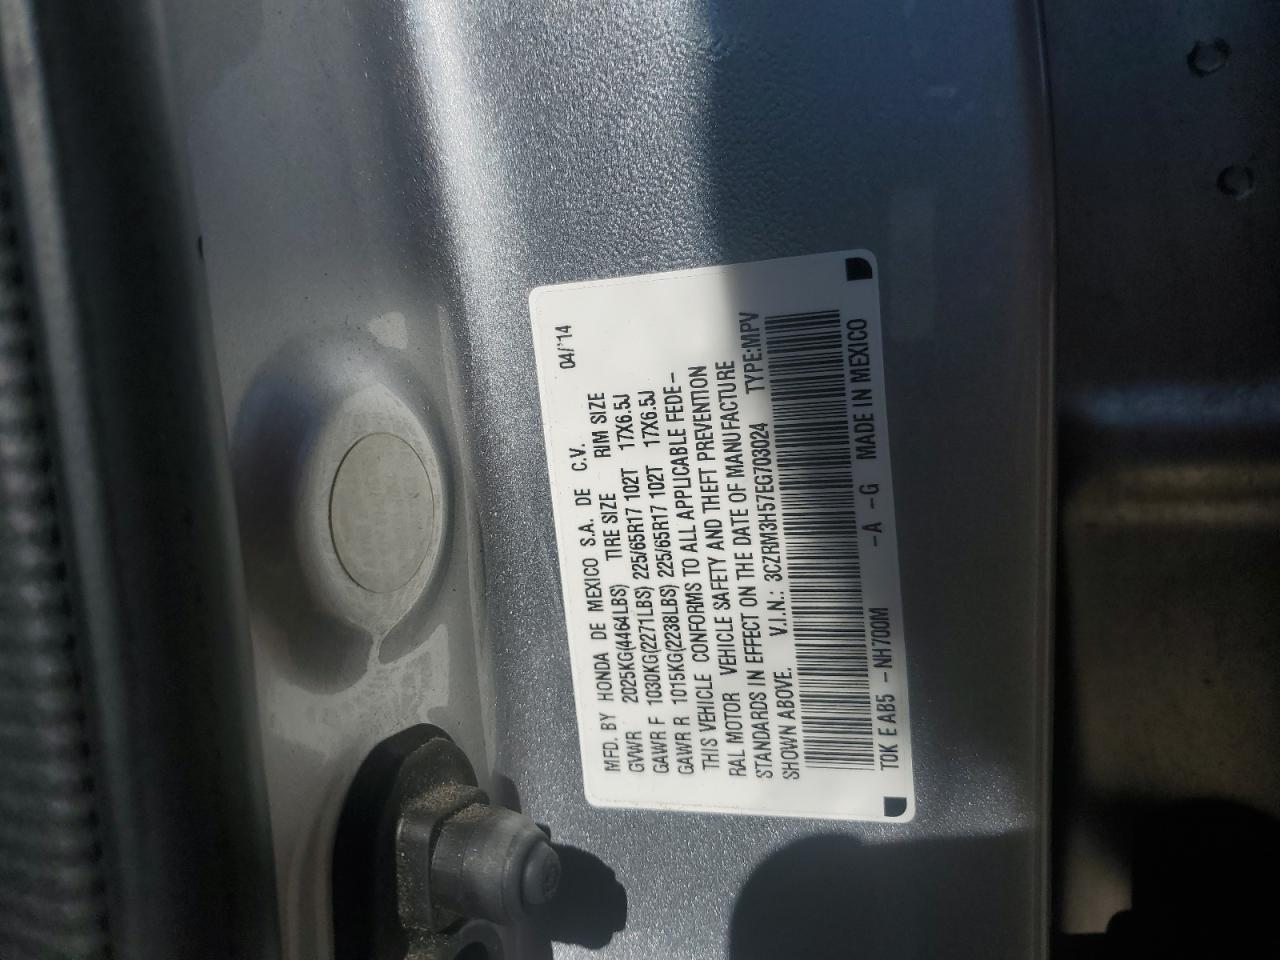 MFD. BY HONDA DE MEXICO S.A. DE C.V. 04/'14
GVWR 2025KG(4464LBS) TIRE SIZE RIM SIZE
GAWR F 1030KG(2271LBS) 225/65R17 102T 17X6.5J
GAWR R 1015KG(2238LBS) 225/65R17 102T 17X6.5J
THIS VEHICLE CONFORMS TO ALL APPLICABLE FEDE-
RAL MOTOR VEHICLE SAFETY AND THEFT PREVENTION
STANDARDS IN EFFECT ON THE DATE OF MANUFACTURE
SHOWN ABOVE. V.I.N.: 3CZRM3H57EG703024 TYPE:MPV
T0K E AB5 -NH700M -A -G MADE IN MEXICO